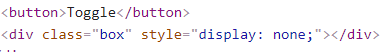 <button>Toggle</button>
<div class="box" style="display: none;"></div>